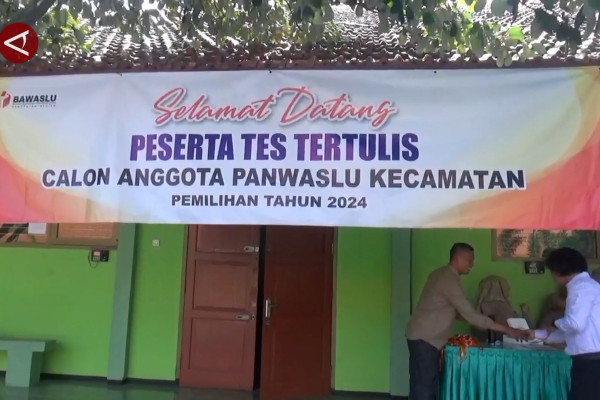 BAWASLU
Selamat Datang
PESERTA TES TERTULIS
CALON ANGGOTA PANWASLU KECAMATAN
PEMILIHAN TAHUN 2024